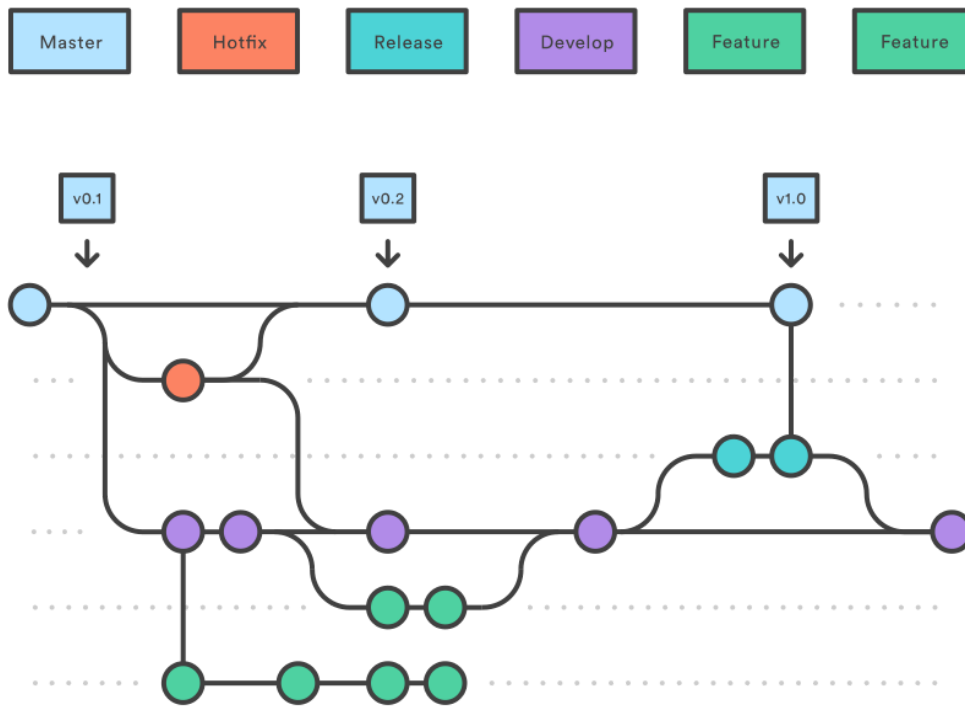 Master
Hotfix
Release
Develop
Feature
Feature
v0.1
v0.2
v1.0